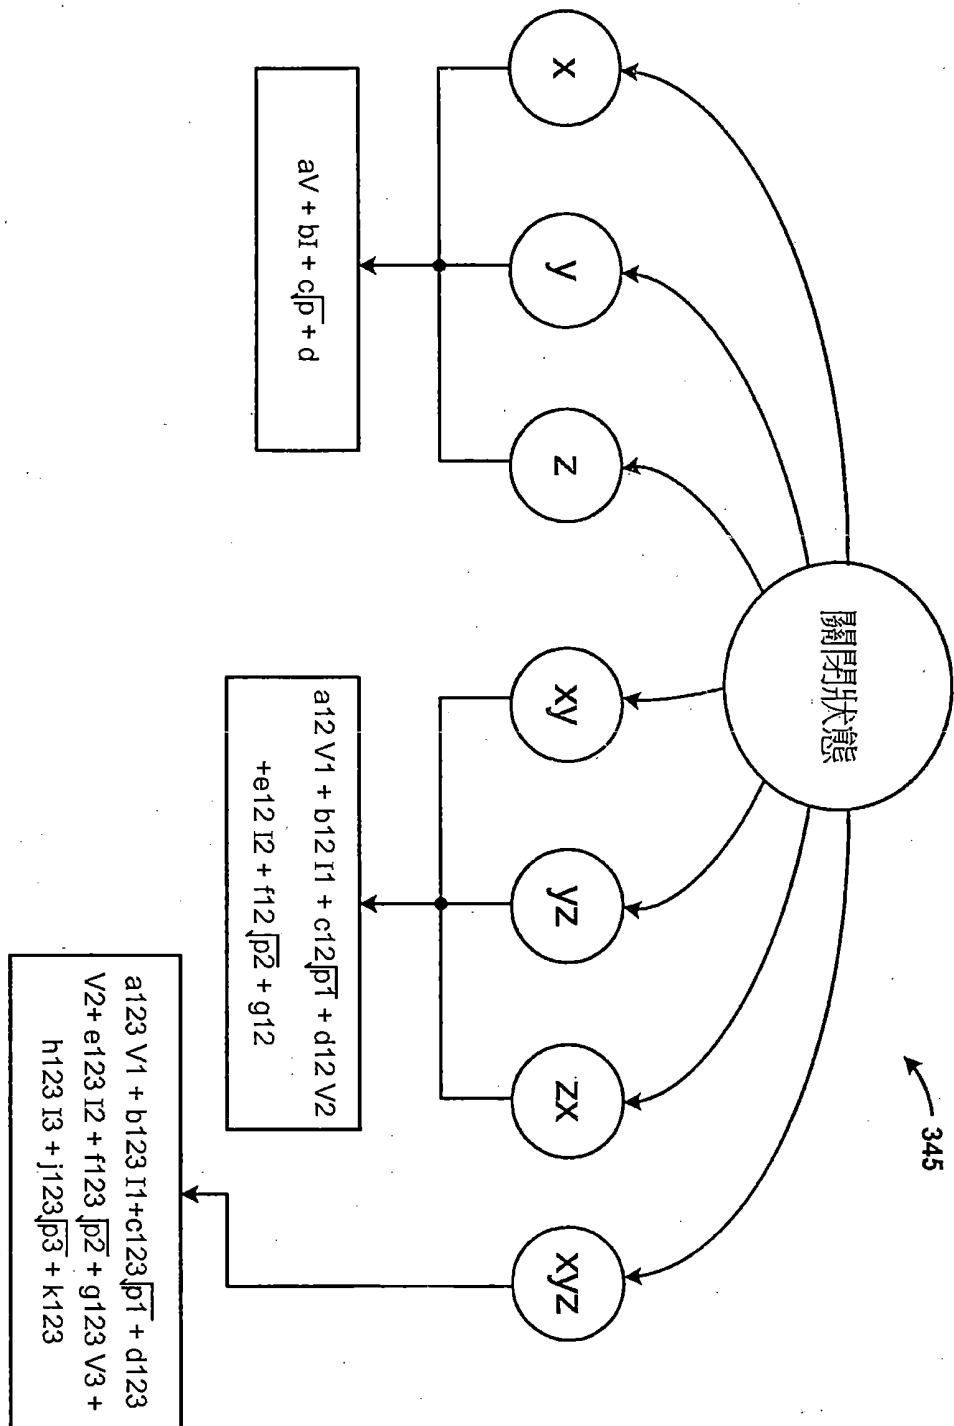 345
關閉狀態
x
y
z
xy
yz
zx
xyz
aV + bI + c√p + d
a12 V1 + b12 I1 + c12√p1 + d12 V2
+e12 I2 + f12 √p2 + g12
a123 V1 + b123 I1+c123√p1 + d123
V2+ e123 I2 + f123 √p2 + g123 V3 +
h123 I3 + j123√p3 + k123